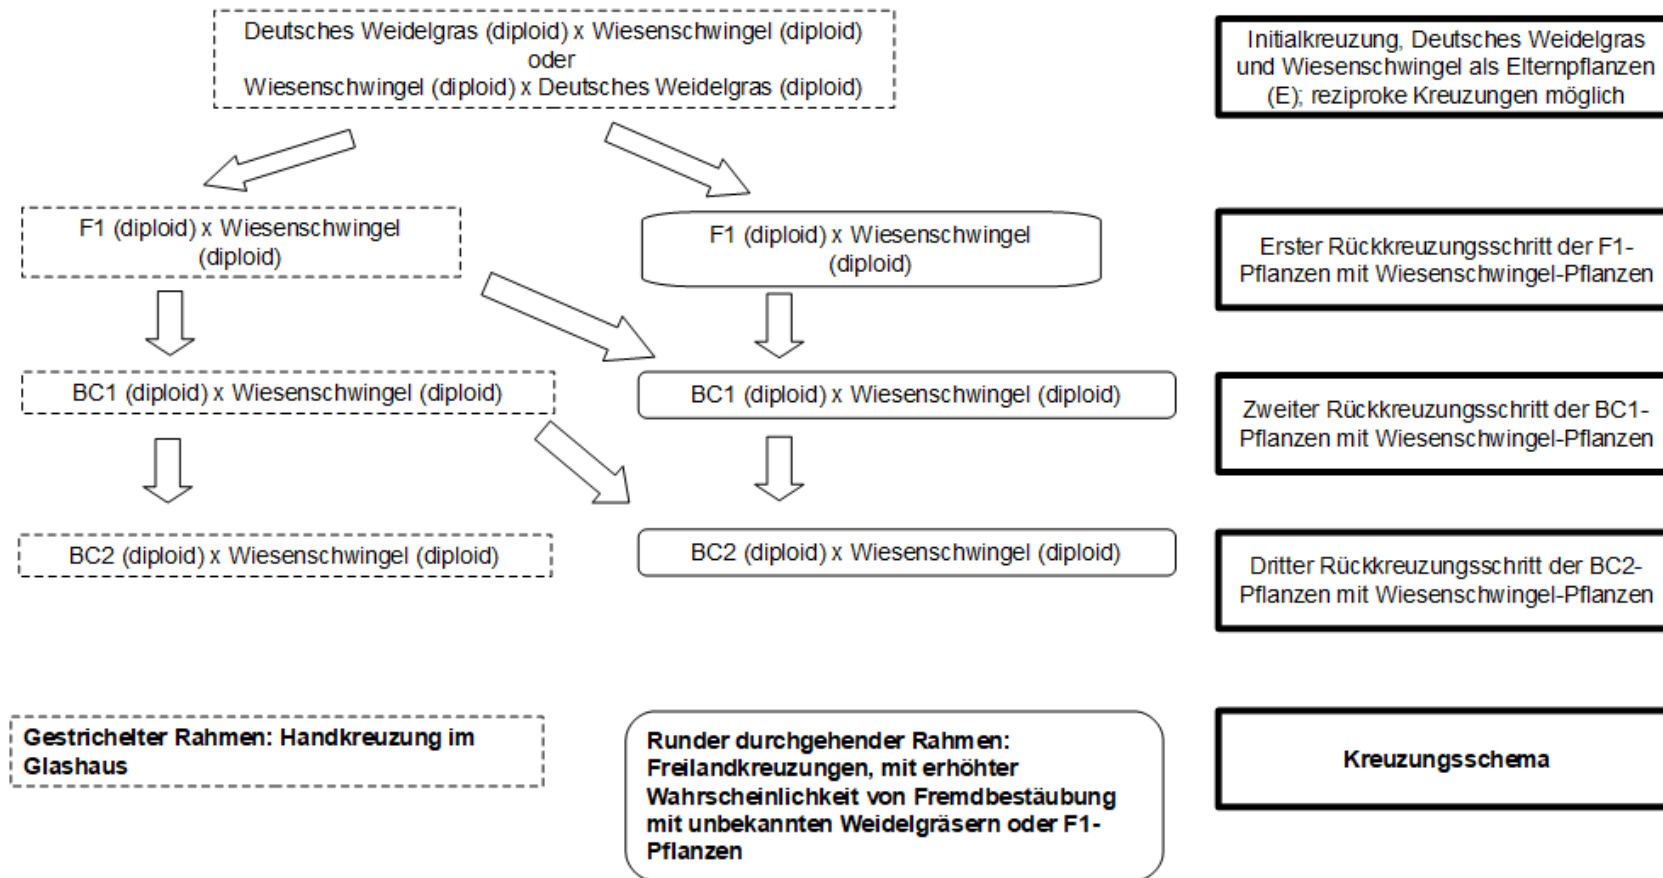 Deutsches Weidelgras (diploid) x Wiesenschwingel (diploid)
oder
Wiesenschwingel (diploid) x Deutsches Weidelgras (diploid)
Initialkreuzung, Deutsches Weidelgras
und Wiesenschwingel als Elternpflanzen
(E); reziproke Kreuzungen möglich
F1 (diploid) x Wiesenschwingel
(diploid)
F1 (diploid) x Wiesenschwingel
(diploid)
Erster Rückkreuzungsschritt der F1-
Pflanzen mit Wiesenschwingel-Pflanzen
BC1 (diploid) x Wiesenschwingel (diploid)
BC1 (diploid) x Wiesenschwingel (diploid)
Zweiter Rückkreuzungsschritt der BC1-
Pflanzen mit Wiesenschwingel-Pflanzen
BC2 (diploid) x Wiesenschwingel (diploid)
BC2 (diploid) x Wiesenschwingel (diploid)
Dritter Rückkreuzungsschritt der BC2-
Pflanzen mit Wiesenschwingel-Pflanzen
Gestrichelter Rahmen: Handkreuzung im
Glashaus
Runder durchgehender Rahmen:
Freilandkreuzungen, mit erhöhter
Wahrscheinlichkeit von Fremdbestäubung
mit unbekannten Weidelgräsern oder F1-
Pflanzen
Kreuzungsschema